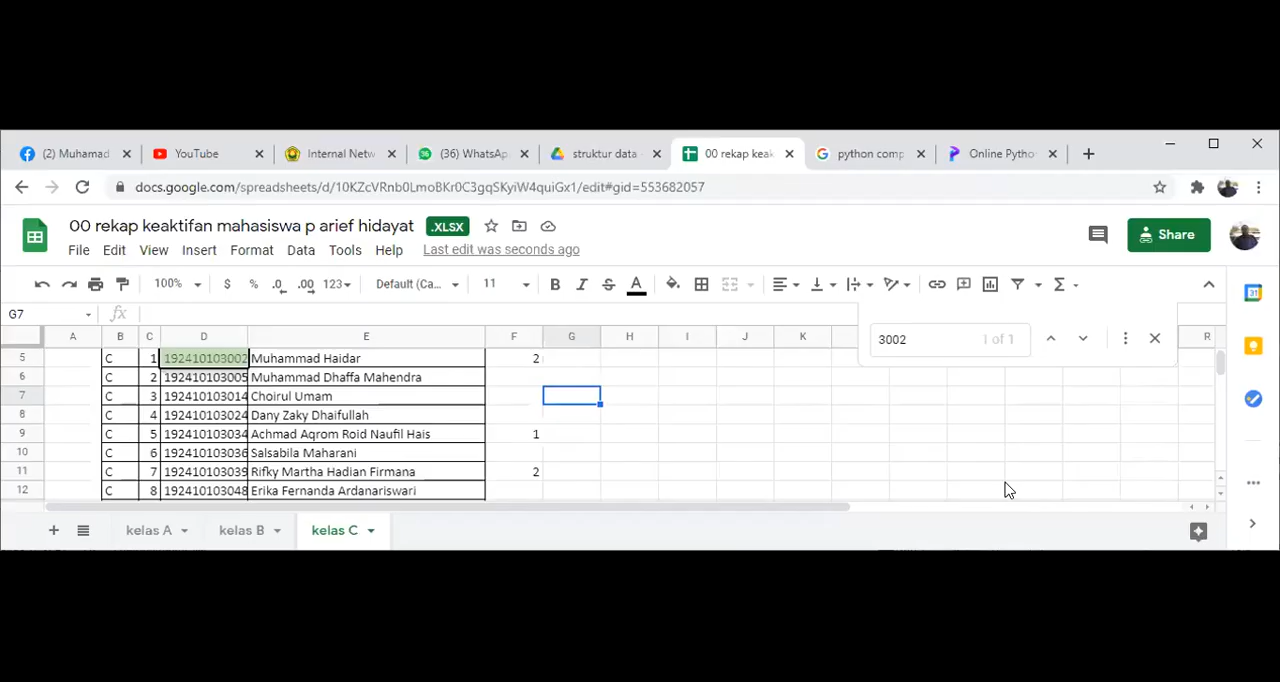 (2) Muhamad
YouTube
Internal Netw
(36) WhatsAp
struktur data
00 rekap keak
python comp
Online Pytho
docs.google.com/spreadsheets/d/10KZcVRnb0LmoBKr0C3gqSKyiW4quiGx1/edit#gid=553682057
00 rekap keaktifan mahasiswa p arief hidayat .XLSX
Share
File Edit View Insert Format Data Tools Help Last edit was seconds ago
100% $ % .0 .00 123 Default (Ca... 11 B I S A Σ
G7 fx
3002 1 of 1
A B C D E F G H I J K R
5 C 1 192410103002 Muhammad Haidar 2
6 C 2 192410103005 Muhammad Dhaffa Mahendra
7 C 3 192410103014 Choirul Umam
8 C 4 192410103024 Dany Zaky Dhaifullah
9 C 5 192410103034 Achmad Aqrom Roid Naufil Hais 1
10 C 6 192410103036 Salsabila Maharani
11 C 7 192410103039 Rifky Martha Hadian Firmana 2
12 C 8 192410103048 Erika Fernanda Ardanariswari
kelas A kelas B kelas C